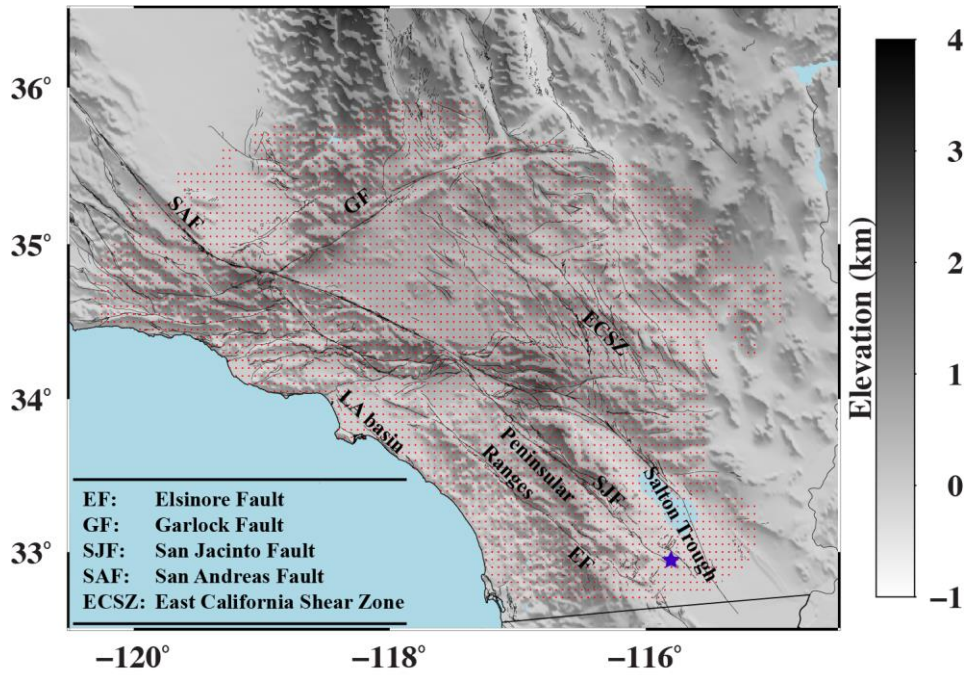 36°
35°
34°
33°
−120°
−118°
−116°
SAF
GF
ECSZ
LA basin
Peninsular
Ranges
SJF
EF
Salton Trough
EF: Elsinore Fault
GF: Garlock Fault
SJF: San Jacinto Fault
SAF: San Andreas Fault
ECSZ: East California Shear Zone
Elevation (km)
4
3
2
1
0
−1